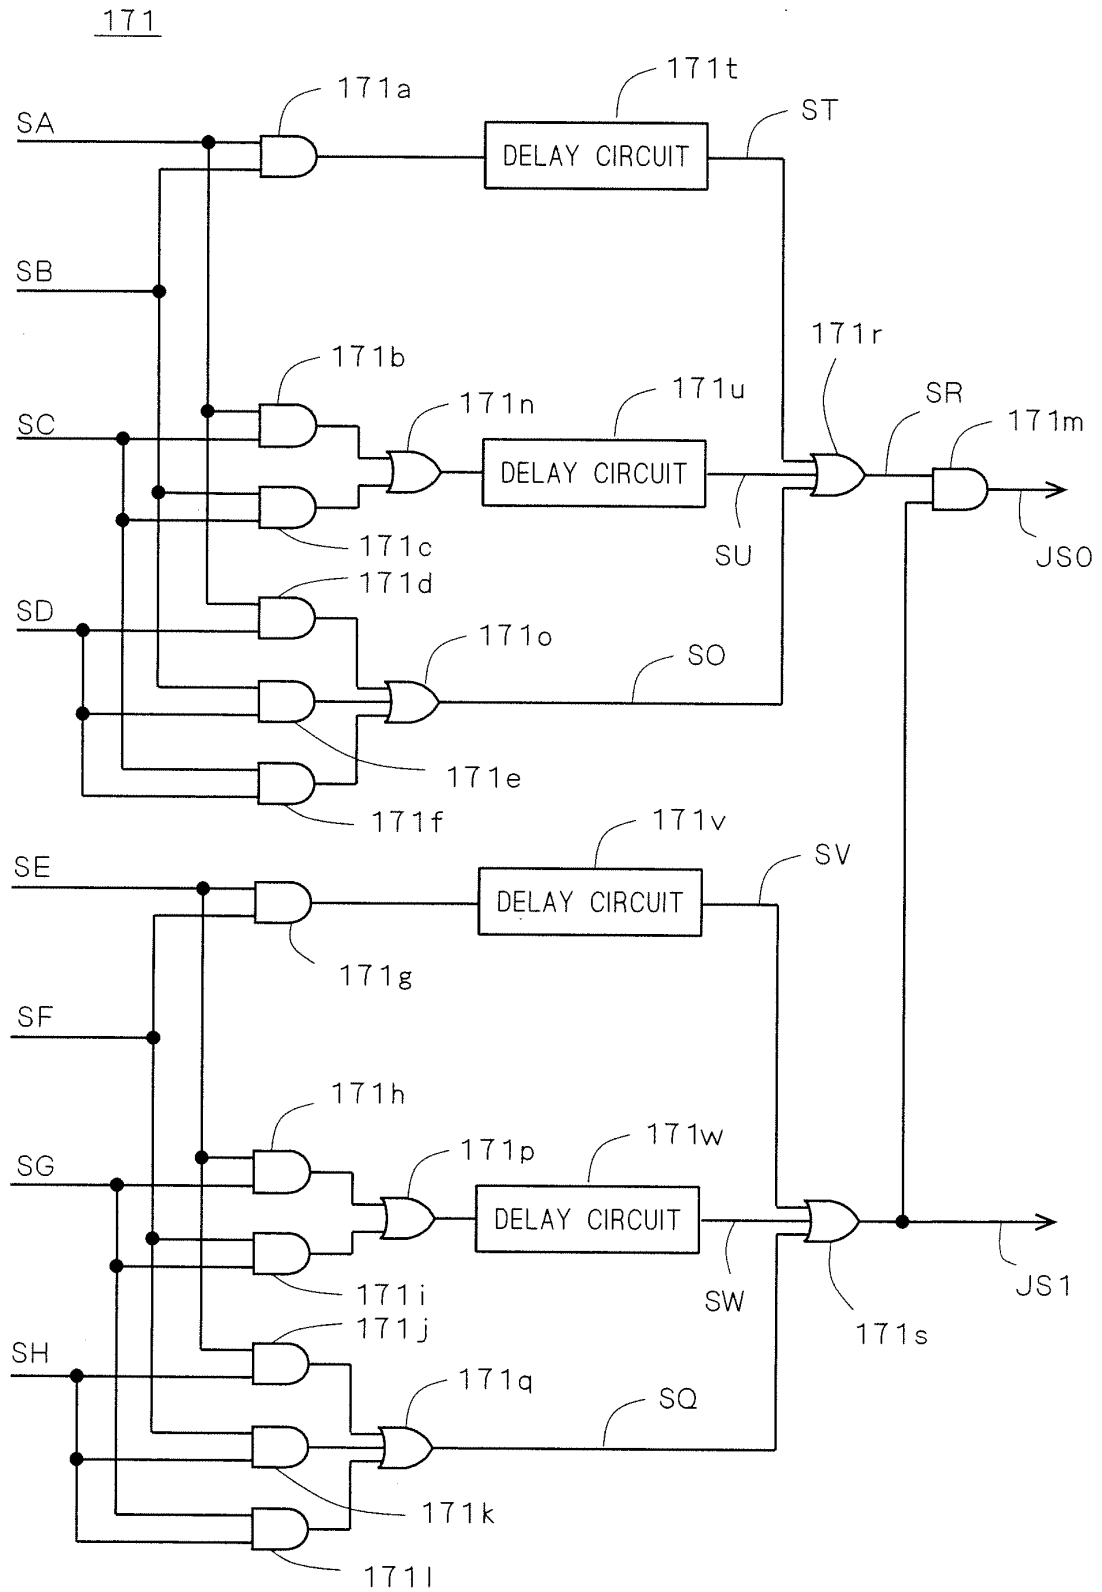 171
171a
171t
ST
SA
DELAY CIRCUIT
SB
171b
171n
171u
171r
SR
171m
SC
DELAY CIRCUIT
171c
SU
JS0
171d
SD
171o
SO
171e
171f
171v
SV
SE
DELAY CIRCUIT
171g
SF
171h
171p
171w
SG
DELAY CIRCUIT
171i
SW
JS1
171j
171s
SH
171q
SQ
171k
171l